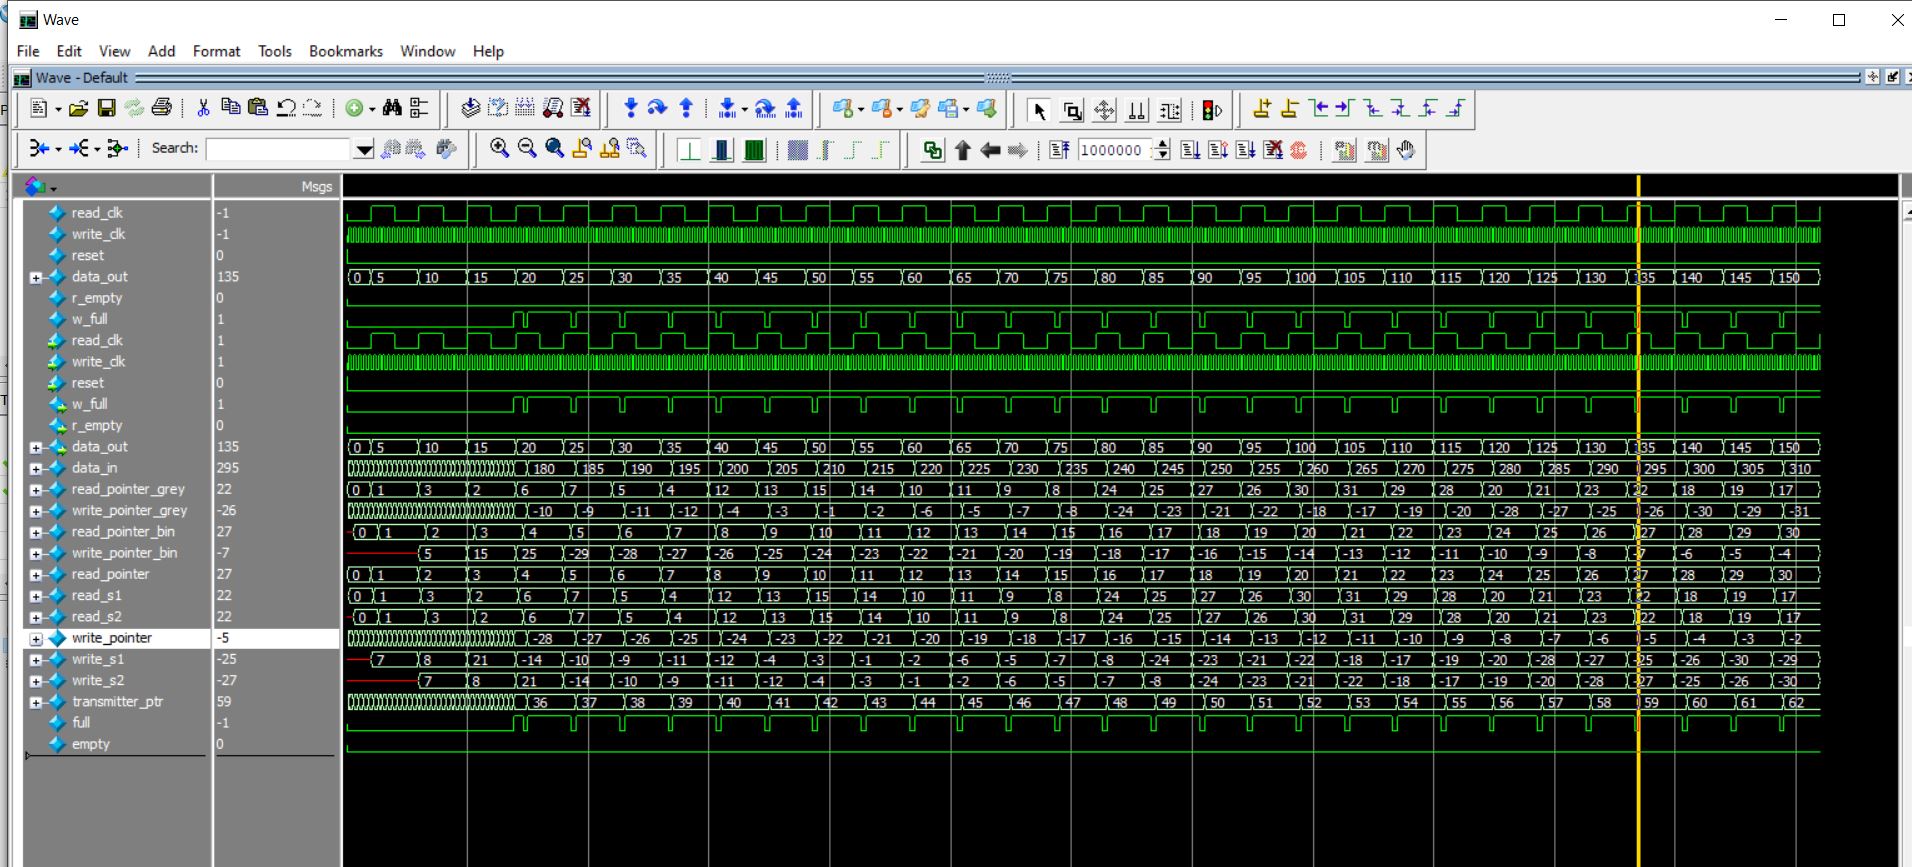 Wave
File Edit View Add Format Tools Bookmarks Window Help
Wave - Default
Search: 1000000
Msgs
read_clk -1
write_clk -1
reset 0
data_out 135 0 5 10 15 20 25 30 35 40 45 50 55 60 65 70 75 80 85 90 95 100 105 110 115 120 125 130 135 140 145 150
r_empty 0
w_full 1
read_clk 1
write_clk 1
reset 0
w_full 1
r_empty 0
data_out 135 0 5 10 15 20 25 30 35 40 45 50 55 60 65 70 75 80 85 90 95 100 105 110 115 120 125 130 135 140 145 150
data_in 295 180 185 190 195 200 205 210 215 220 225 230 235 240 245 250 255 260 265 270 275 280 285 290 295 300 305 310
read_pointer_grey 22 0 1 3 2 6 7 5 4 12 13 15 14 10 11 9 8 24 25 27 26 30 31 29 28 20 21 23 22 18 19 17
write_pointer_grey -26 -10 -9 -11 -12 -4 -3 -1 -2 -6 -5 -7 -8 -24 -23 -21 -22 -18 -17 -19 -20 -28 -27 -25 -26 -30 -29 -31
read_pointer_bin 27 0 1 2 3 4 5 6 7 8 9 10 11 12 13 14 15 16 17 18 19 20 21 22 23 24 25 26 27 28 29 30
write_pointer_bin -7 5 15 25 -29 -28 -27 -26 -25 -24 -23 -22 -21 -20 -19 -18 -17 -16 -15 -14 -13 -12 -11 -10 -9 -8 -7 -6 -5 -4
read_pointer 27 0 1 2 3 4 5 6 7 8 9 10 11 12 13 14 15 16 17 18 19 20 21 22 23 24 25 26 27 28 29 30
read_s1 22 0 1 3 2 6 7 5 4 12 13 15 14 10 11 9 8 24 25 27 26 30 31 29 28 20 21 23 22 18 19 17
read_s2 22 0 1 3 2 6 7 5 4 12 13 15 14 10 11 9 8 24 25 27 26 30 31 29 28 20 21 23 22 18 19 17
write_pointer -5 -28 -27 -26 -25 -24 -23 -22 -21 -20 -19 -18 -17 -16 -15 -14 -13 -12 -11 -10 -9 -8 -7 -6 -5 -4 -3 -2
write_s1 -25 7 8 21 -14 -10 -9 -11 -12 -4 -3 -1 -2 -6 -5 -7 -8 -24 -23 -21 -22 -18 -17 -19 -20 -28 -27 -25 -26 -30 -29
write_s2 -27 7 8 21 -14 -10 -9 -11 -12 -4 -3 -1 -2 -6 -5 -7 -8 -24 -23 -21 -22 -18 -17 -19 -20 -28 -27 -25 -26 -30
transmitter_ptr 59 36 37 38 39 40 41 42 43 44 45 46 47 48 49 50 51 52 53 54 55 56 57 58 59 60 61 62
full -1
empty 0